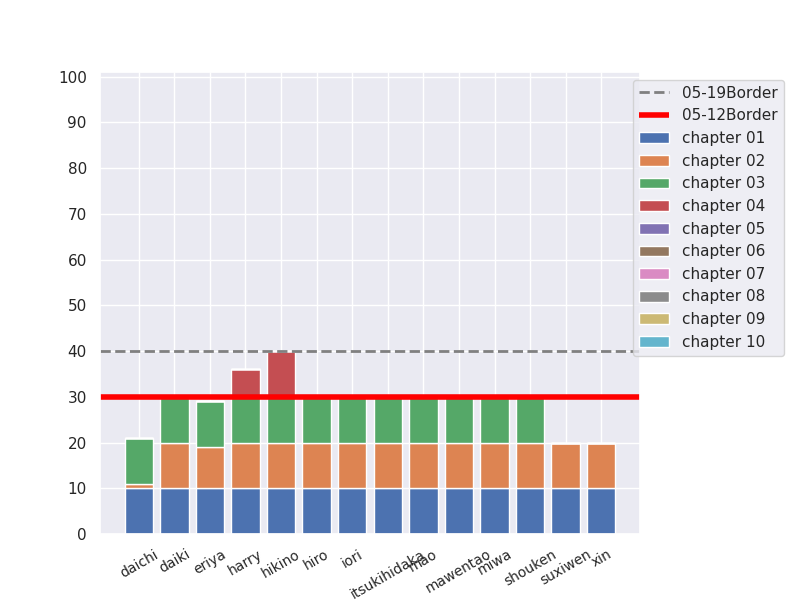 100
90
80
70
60
50
40
30
20
10
0
daichi
daiki
eriya
harry
hikino
hiro
iori
itsukihidaka
mao
mawentao
miwa
shouken
suxiwen
xin
05-19Border
05-12Border
chapter 01
chapter 02
chapter 03
chapter 04
chapter 05
chapter 06
chapter 07
chapter 08
chapter 09
chapter 10